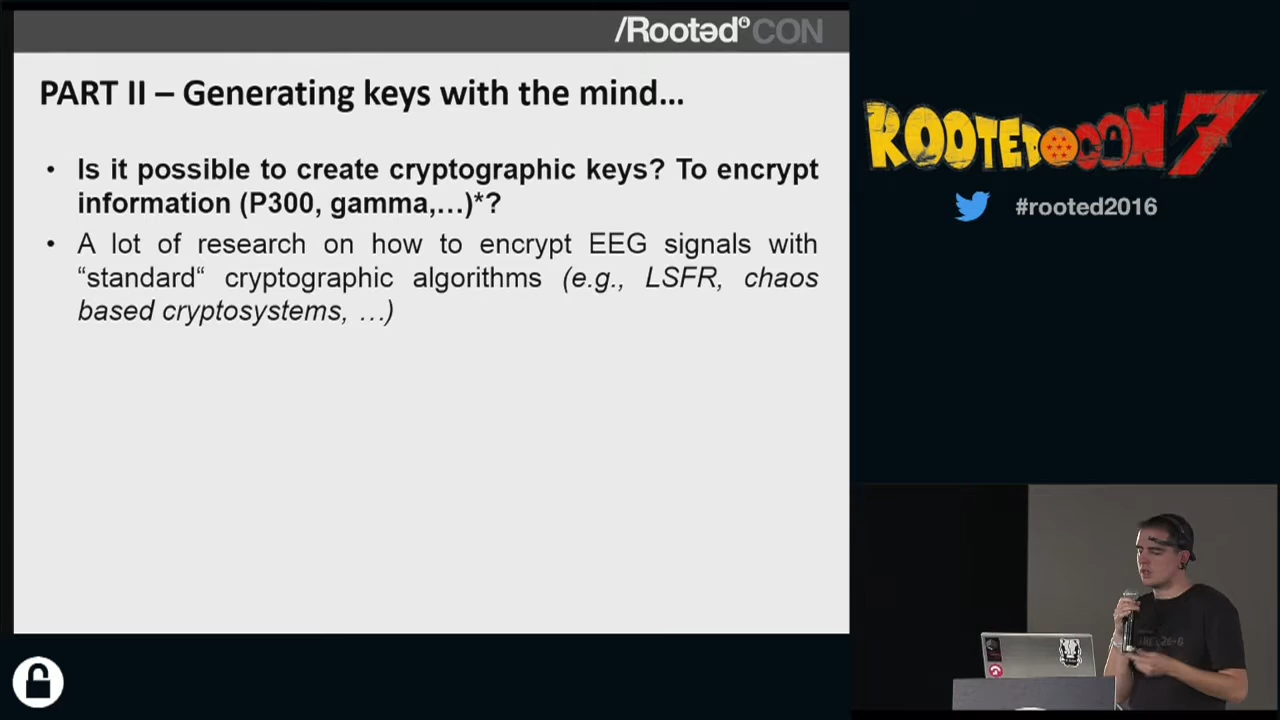 /Rootəd CON
PART II – Generating keys with the mind...
• Is it possible to create cryptographic keys? To encrypt
information (P300, gamma,…)*?
• A lot of research on how to encrypt EEG signals with
“standard“ cryptographic algorithms (e.g., LSFR, chaos
based cryptosystems, …)
ROOTED CON 7
#rooted2016